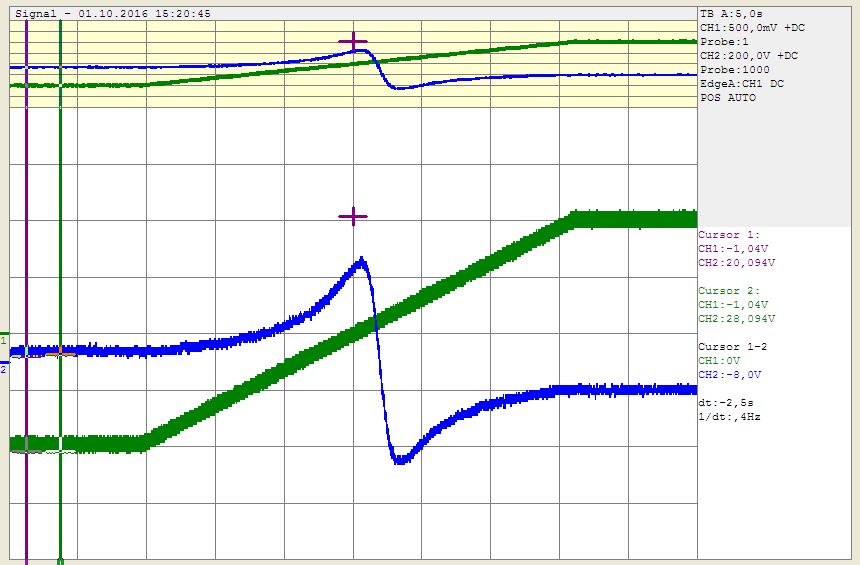 Signal - 01.10.2016 15:20:45
TB A:5,0s
CH1:500,0mV +DC
Probe:1
CH2:200,0V +DC
Probe:1000
EdgeA:CH1 DC
POS AUTO
Cursor 1:
CH1:-1,04V
CH2:20,094V
Cursor 2:
CH1:-1,04V
CH2:28,094V
Cursor 1-2
CH1:0V
CH2:-8,0V
dt:-2,5s
1/dt:,4Hz
1
2